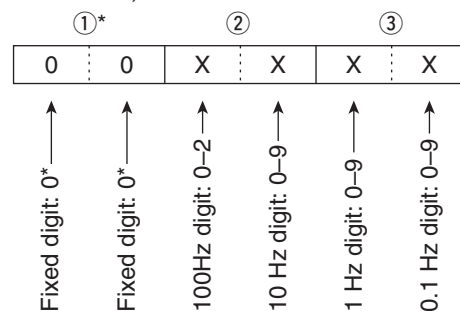 ①* ② ③
0 0 X X X X
Fixed digit: 0*
Fixed digit: 0*
100Hz digit: 0–2
10 Hz digit: 0–9
1 Hz digit: 0–9
0.1 Hz digit: 0–9